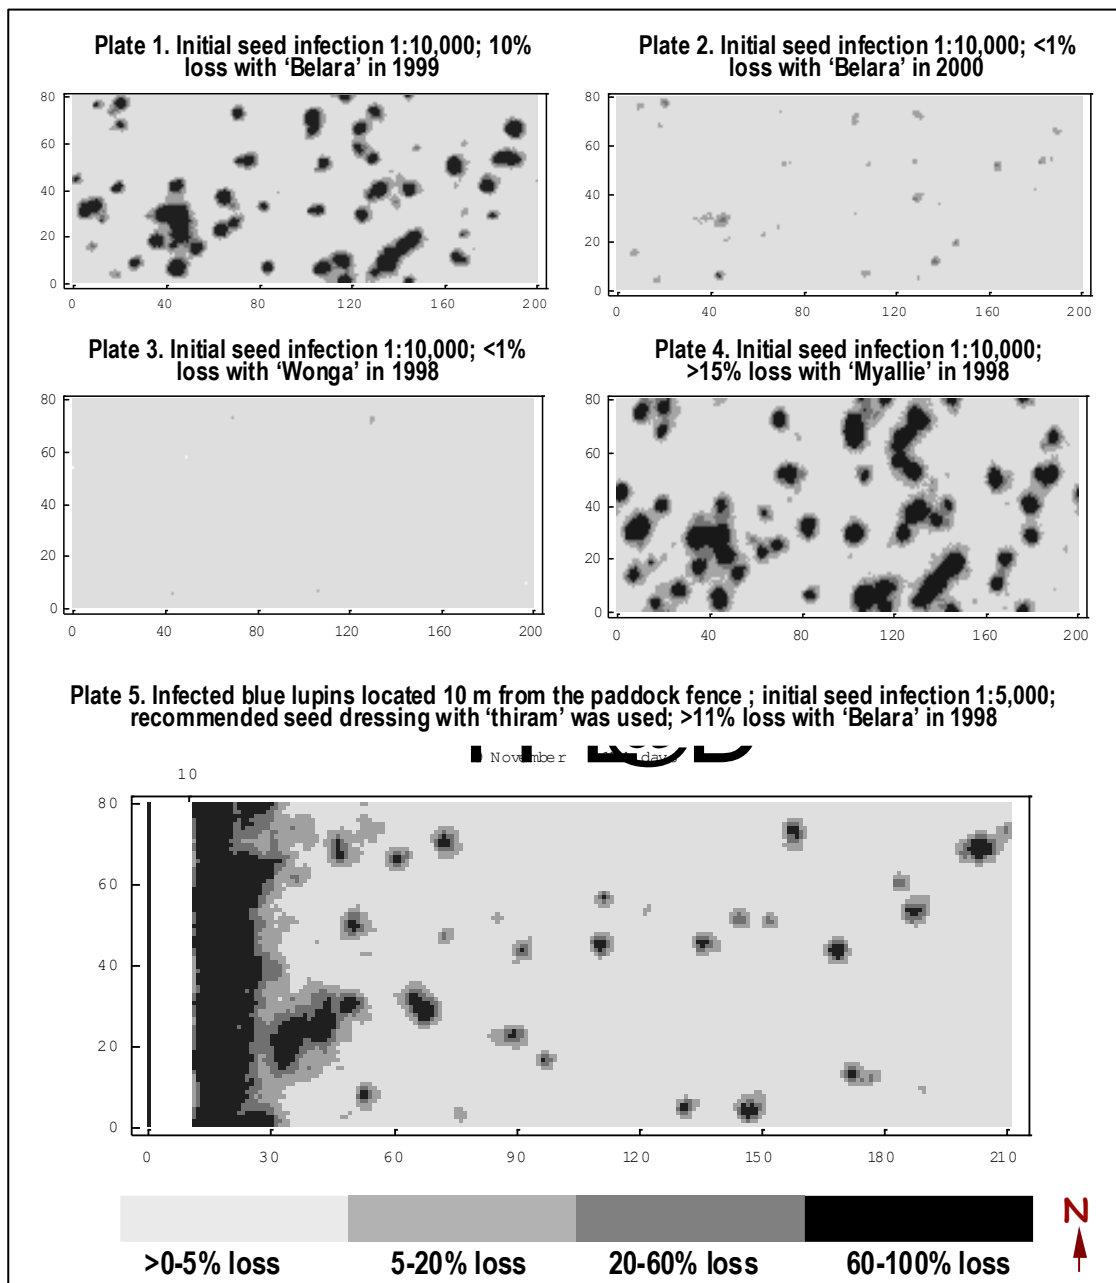 Plate 1. Initial seed infection 1:10,000; 10%
loss with ‘Belara’ in 1999
80
60
40
20
0
0 40 80 120 160 200
Plate 2. Initial seed infection 1:10,000; <1%
loss with ‘Belara’ in 2000
80
60
40
20
0
0 40 80 120 160 200
Plate 3. Initial seed infection 1:10,000; <1%
loss with ‘Wonga’ in 1998
80
60
40
20
0
0 40 80 120 160 200
Plate 4. Initial seed infection 1:10,000;
>15% loss with ‘Myallie’ in 1998
80
60
40
20
0
0 40 80 120 160 200
Plate 5. Infected blue lupins located 10 m from the paddock fence ; initial seed infection 1:5,000;
recommended seed dressing with ‘thiram’ was used; >11% loss with ‘Belara’ in 1998
November days
10
80
60
40
20
0
0 30 60 90 120 150 180 210
>0-5% loss 5-20% loss 20-60% loss 60-100% loss
N